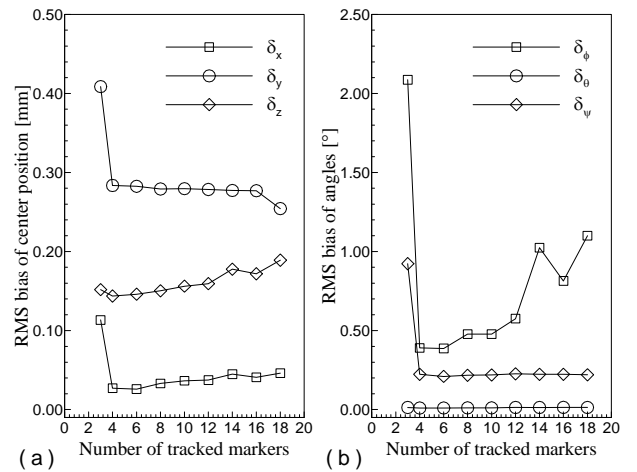 RMS bias of center position [mm]
0.50
0.40
0.30
0.20
0.10
0.00
0 2 4 6 8 10 12 14 16 18 20
Number of tracked markers
(a)
δx
δy
δz
RMS bias of angles [°]
2.50
2.00
1.50
1.00
0.50
0.00
0 2 4 6 8 10 12 14 16 18 20
Number of tracked markers
(b)
δϕ
δθ
δψ